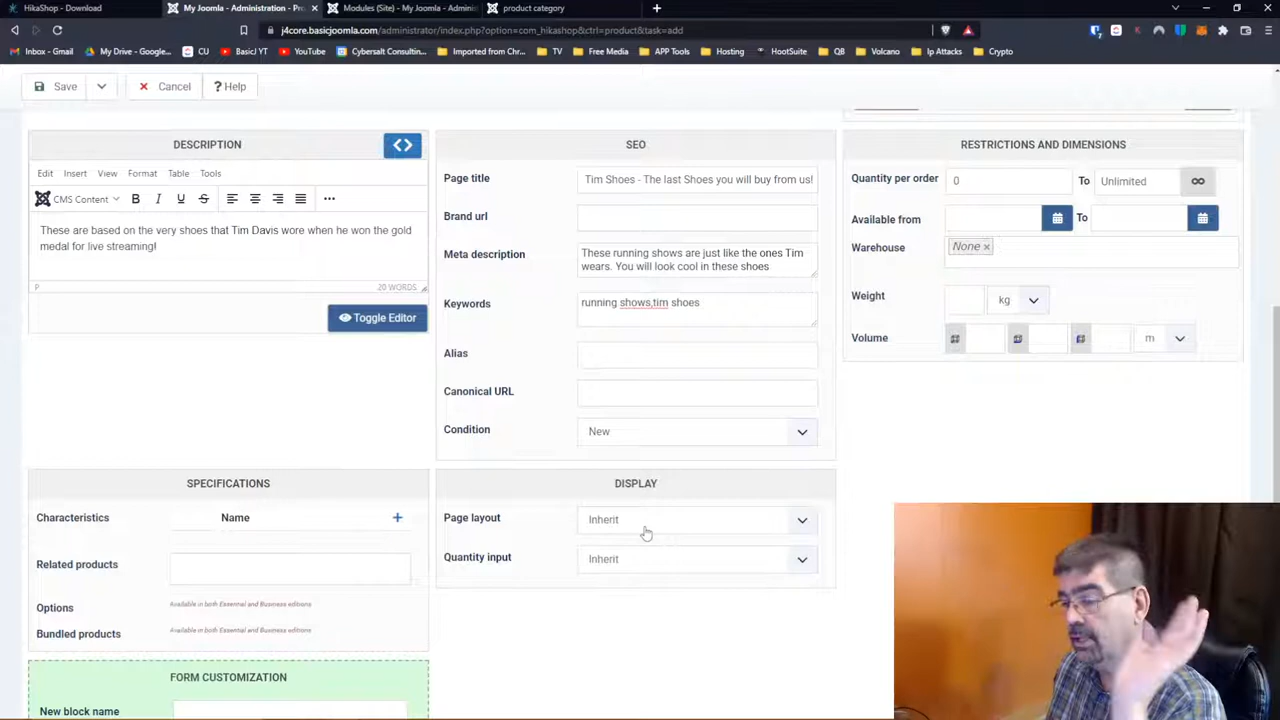 HikaShop - Download
My Joomla - Administration - Pro
Modules (Site) - My Joomla - Admini
product category
j4core.basicjoomla.com/administrator/index.php?option=com_hikashop&ctrl=product&task=add
Inbox - Gmail
My Drive - Google...
CU
Basic! YT
YouTube
Cybersalt Consulting...
Imported from Chr...
TV
Free Media
APP Tools
Hosting
HootSuite
QB
Volcano
Ip Attacks
Crypto
Save
Cancel
? Help
DESCRIPTION
Edit Insert View Format Table Tools
CMS Content
B I U S
These are based on the very shoes that Tim Davis wore when he won the gold
medal for live streaming!
P
20 WORDS
Toggle Editor
SEO
Page title
Tim Shoes - The last Shoes you will buy from us!
Brand url
Meta description
These running shows are just like the ones Tim
wears. You will look cool in these shoes
Keywords
running shows,tim shoes
Alias
Canonical URL
Condition
New
RESTRICTIONS AND DIMENSIONS
Quantity per order
0
To
Unlimited
∞
Available from
To
Warehouse
None ×
Weight
kg
Volume
m
SPECIFICATIONS
Characteristics
Name
+
Related products
Options
Available in both Essential and Business editions
Bundled products
Available in both Essential and Business editions
DISPLAY
Page layout
Inherit
Quantity input
Inherit
FORM CUSTOMIZATION
New block name